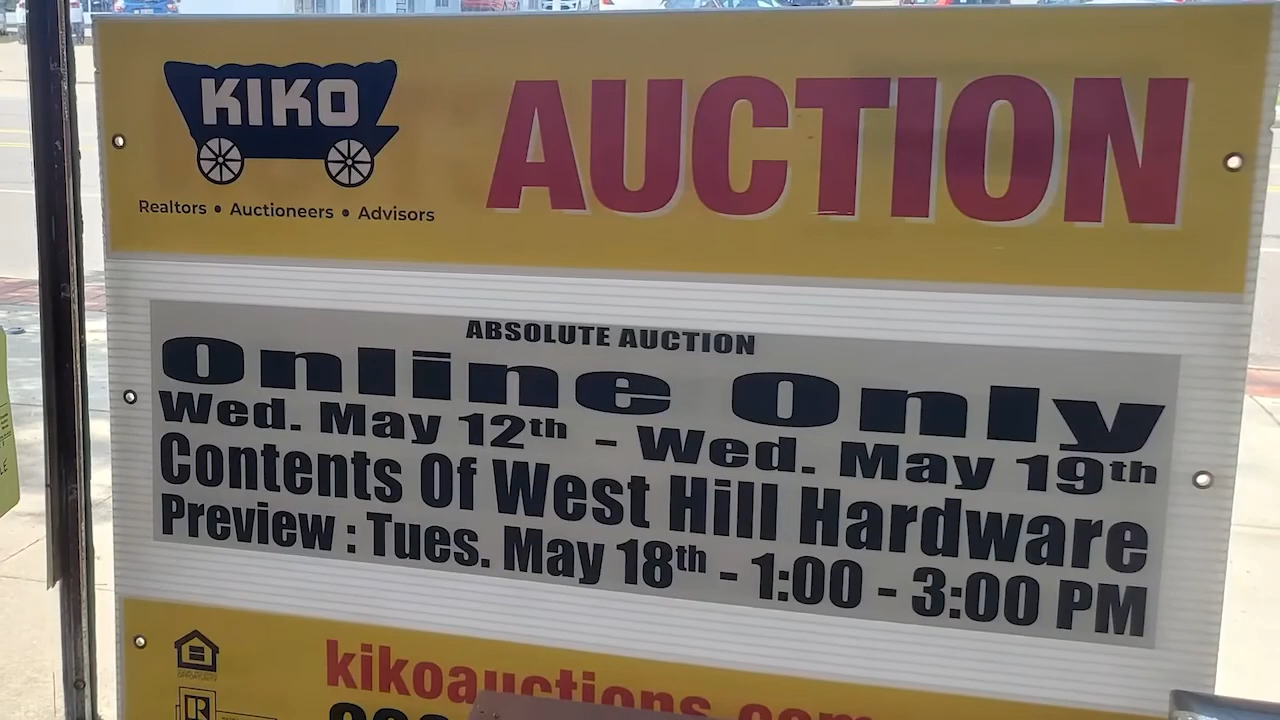 KIKO
Realtors • Auctioneers • Advisors
AUCTION
ABSOLUTE AUCTION
Online Only
Wed. May 12th - Wed. May 19th
Contents Of West Hill Hardware
Preview : Tues. May 18th - 1:00 - 3:00 PM
kikoauctions.com